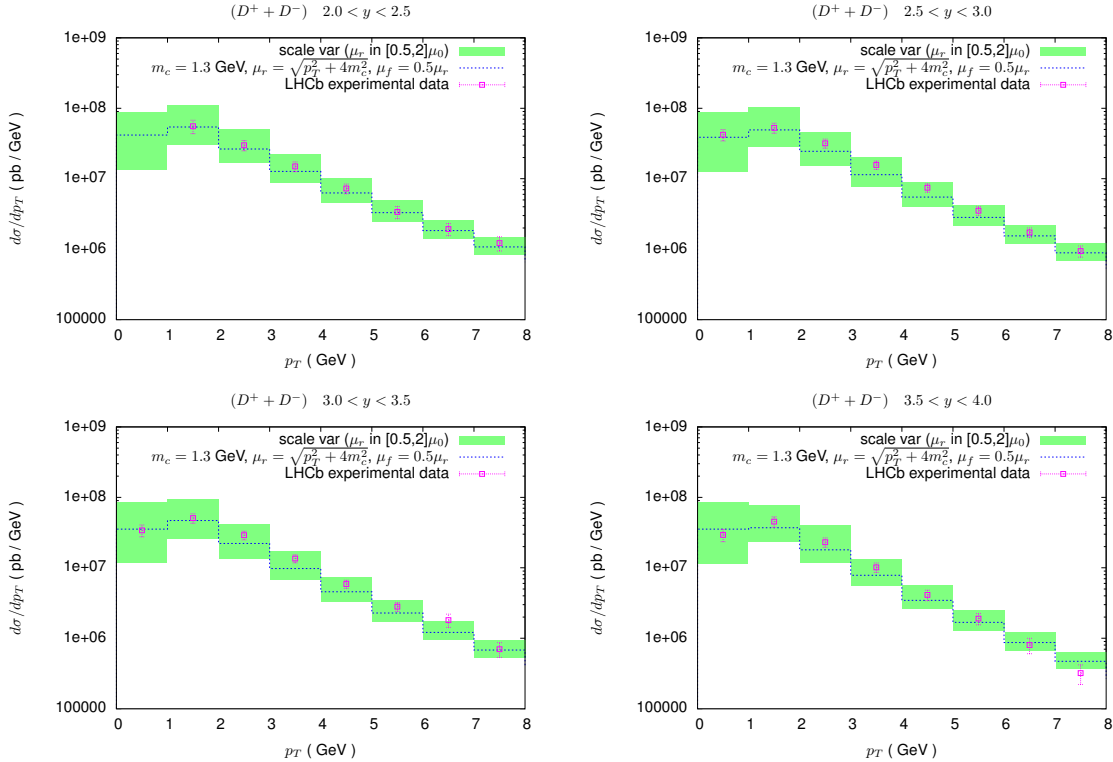 (D⁺ + D⁻) 2.0 < y < 2.5
1e+09
1e+08
1e+07
1e+06
100000
dσ/dp_T ( pb / GeV )
scale var (μ_r in [0.5,2]μ_0)
m_c = 1.3 GeV, μ_r = √(p_T² + 4m_c²), μ_f = 0.5μ_r
LHCb experimental data
0 1 2 3 4 5 6 7 8
p_T ( GeV )
(D⁺ + D⁻) 2.5 < y < 3.0
1e+09
1e+08
1e+07
1e+06
100000
dσ/dp_T ( pb / GeV )
scale var (μ_r in [0.5,2]μ_0)
m_c = 1.3 GeV, μ_r = √(p_T² + 4m_c²), μ_f = 0.5μ_r
LHCb experimental data
0 1 2 3 4 5 6 7 8
p_T ( GeV )
(D⁺ + D⁻) 3.0 < y < 3.5
1e+09
1e+08
1e+07
1e+06
100000
dσ/dp_T ( pb / GeV )
scale var (μ_r in [0.5,2]μ_0)
m_c = 1.3 GeV, μ_r = √(p_T² + 4m_c²), μ_f = 0.5μ_r
LHCb experimental data
0 1 2 3 4 5 6 7 8
p_T ( GeV )
(D⁺ + D⁻) 3.5 < y < 4.0
1e+09
1e+08
1e+07
1e+06
100000
dσ/dp_T ( pb / GeV )
scale var (μ_r in [0.5,2]μ_0)
m_c = 1.3 GeV, μ_r = √(p_T² + 4m_c²), μ_f = 0.5μ_r
LHCb experimental data
0 1 2 3 4 5 6 7 8
p_T ( GeV )